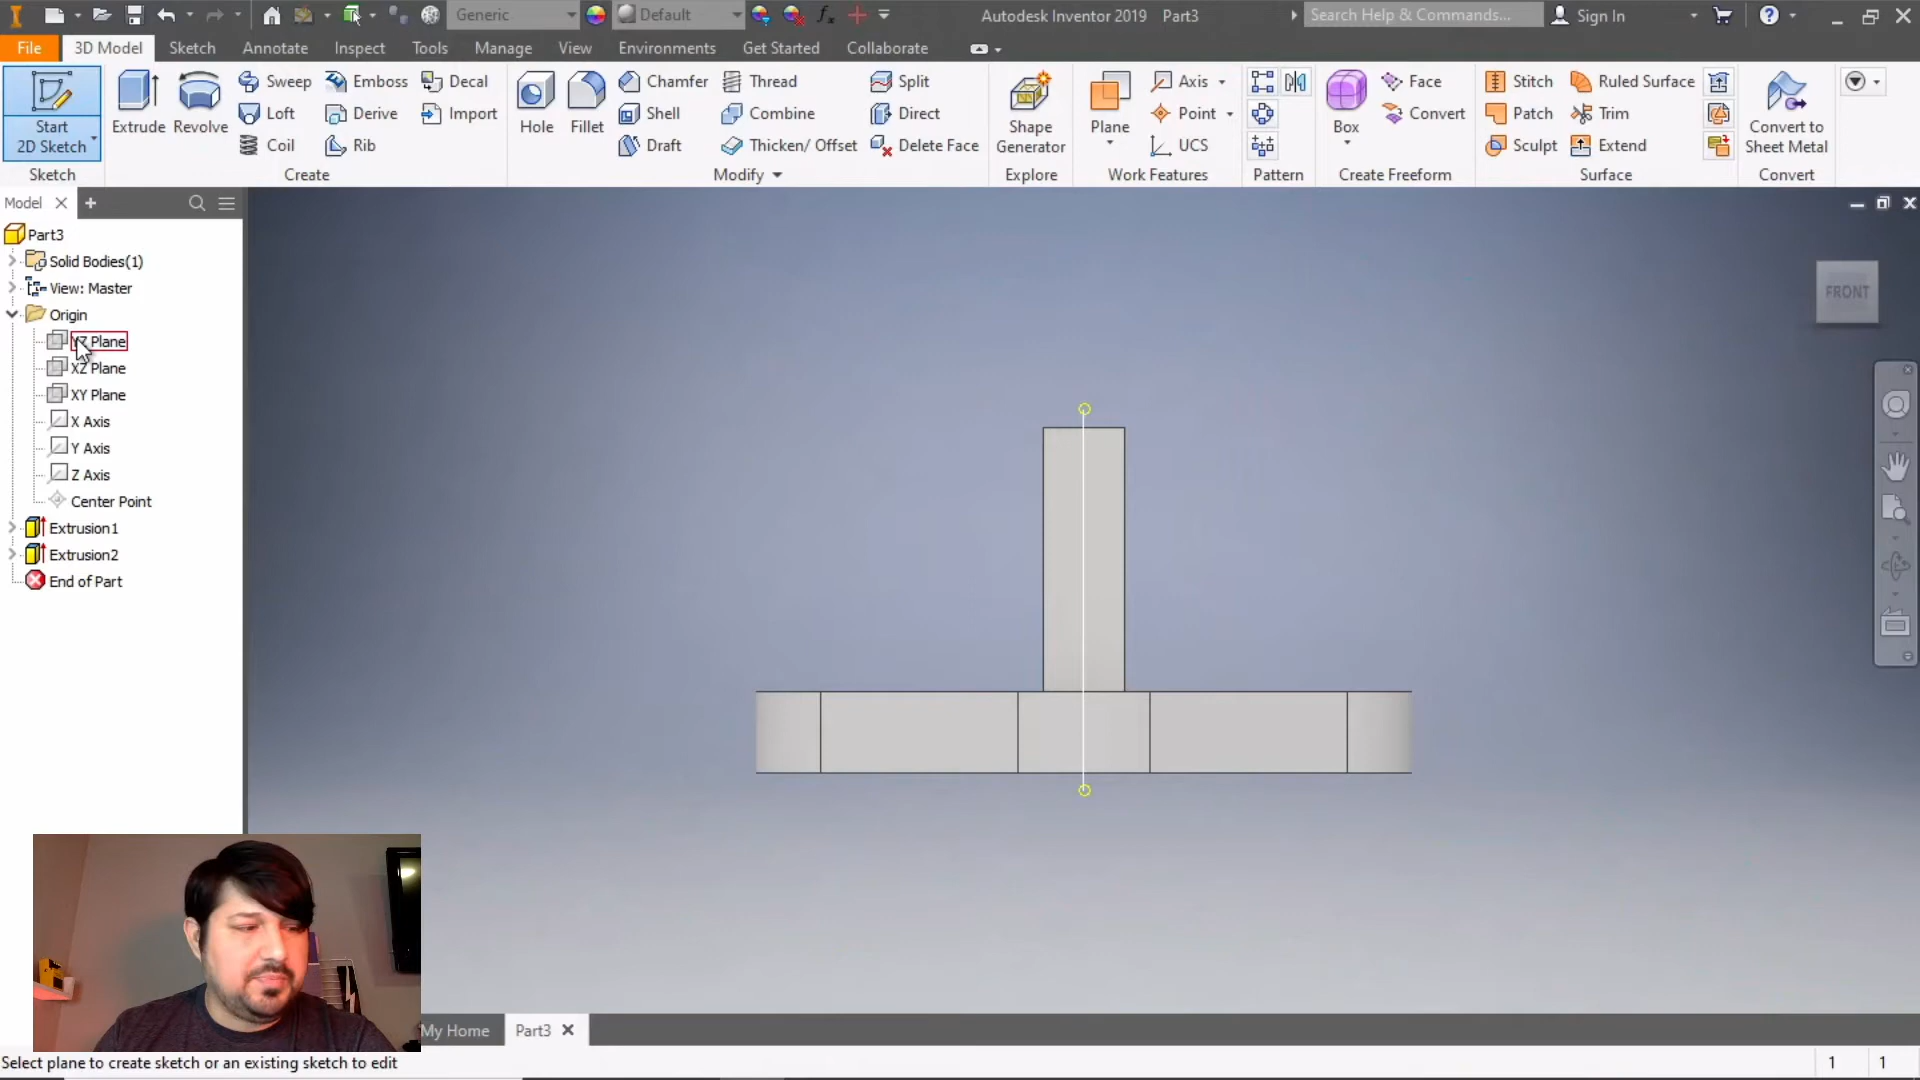 Generic
Default
Autodesk Inventor 2019 Part3
Search Help & Commands...
Sign In
File
3D Model
Sketch
Annotate
Inspect
Tools
Manage
View
Environments
Get Started
Collaborate
Start
2D Sketch
Sketch
Extrude
Revolve
Sweep
Loft
Coil
Emboss
Derive
Rib
Decal
Import
Create
Hole
Fillet
Chamfer
Shell
Draft
Thread
Combine
Thicken/ Offset
Split
Direct
Delete Face
Modify
Shape
Generator
Explore
Plane
Axis
Point
UCS
Work Features
Pattern
Box
Face
Convert
Create Freeform
Stitch
Patch
Sculpt
Ruled Surface
Trim
Extend
Surface
Convert to
Sheet Metal
Convert
Model
Part3
Solid Bodies(1)
View: Master
Origin
YZ Plane
XZ Plane
XY Plane
X Axis
Y Axis
Z Axis
Center Point
Extrusion1
Extrusion2
End of Part
FRONT
My Home
Part3
Select plane to create sketch or an existing sketch to edit
1
1